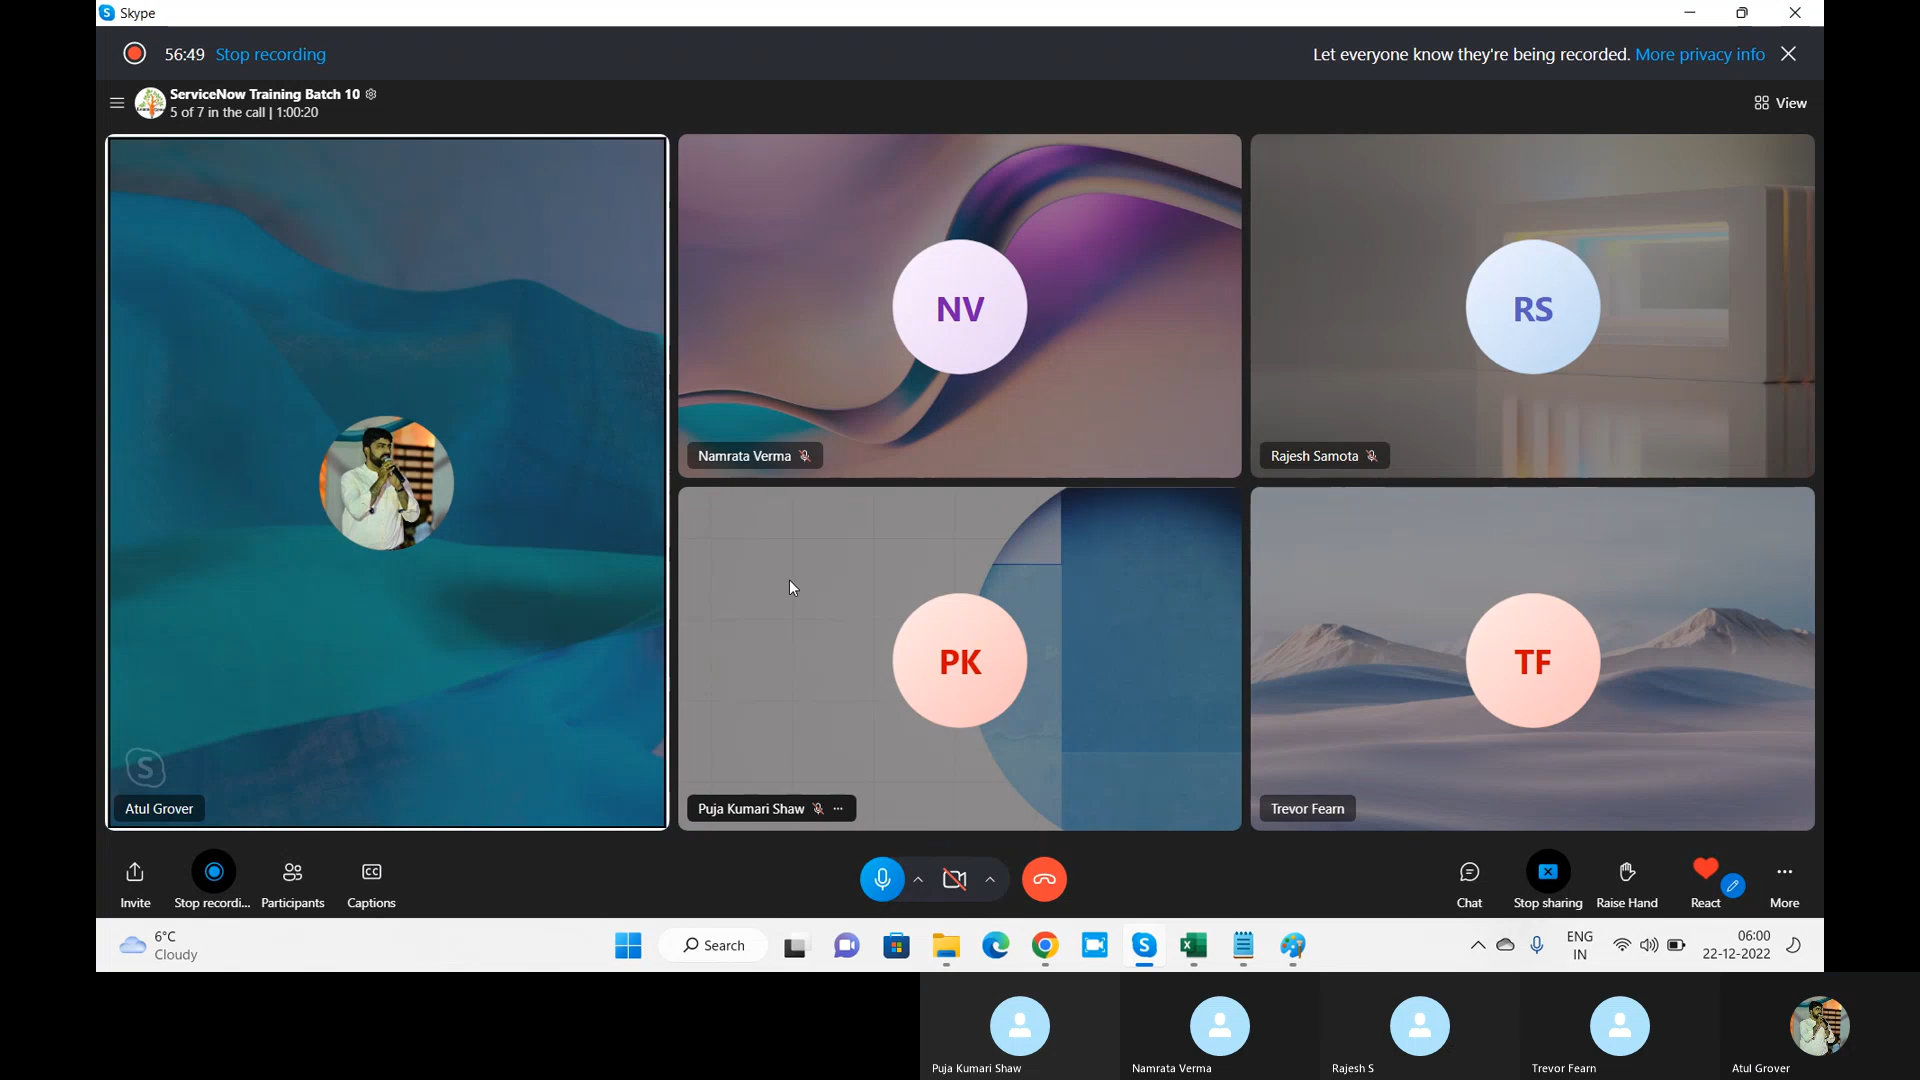 Skype
56:49 Stop recording
Let everyone know they're being recorded. More privacy info
ServiceNow Training Batch 10
5 of 7 in the call | 1:00:20
View
NV
RS
Namrata Verma
Rajesh Samota
PK
TF
S
Atul Grover
Puja Kumari Shaw
Trevor Fearn
Invite
Stop recordi...
Participants
CC
Captions
Chat
Stop sharing
Raise Hand
React
More
6°C
Cloudy
Search
ENG
IN
06:00
22-12-2022
Puja Kumari Shaw
Namrata Verma
Rajesh S
Trevor Fearn
Atul Grover